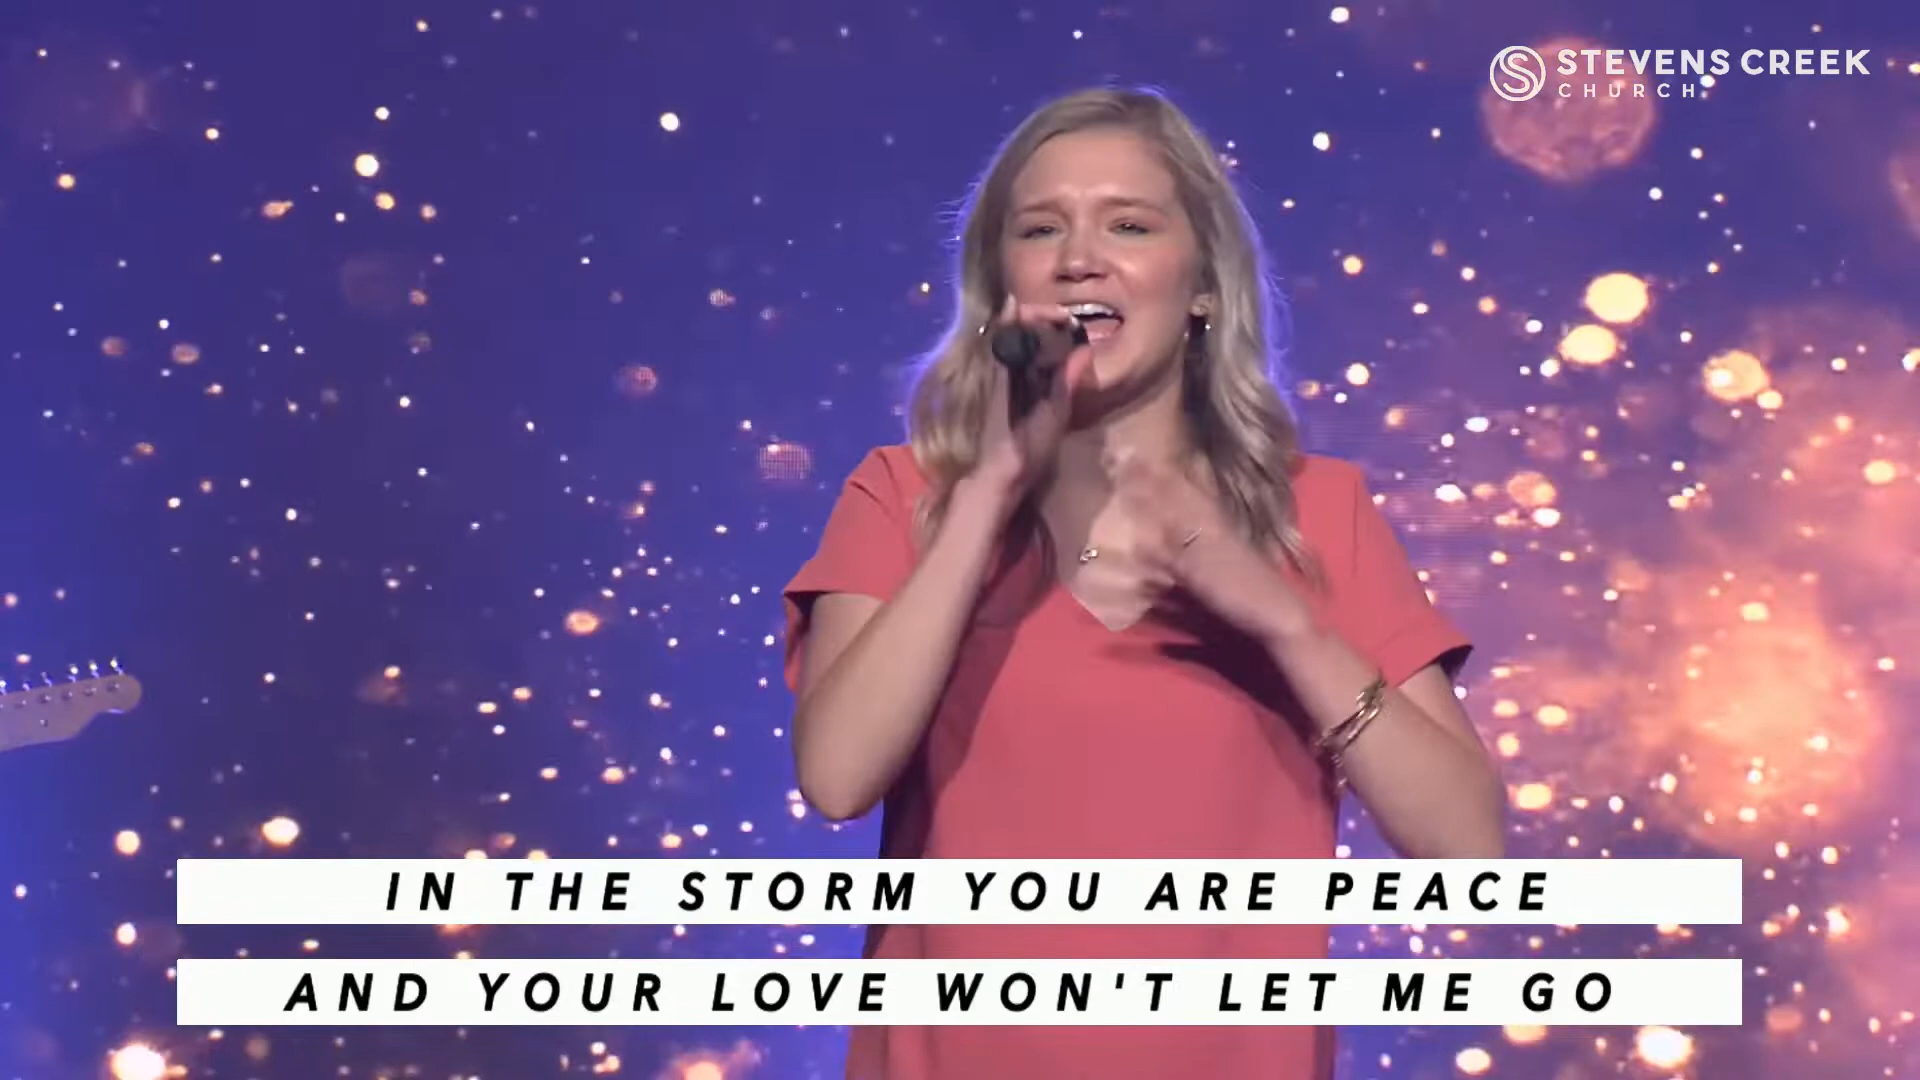 STEVENS CREEK
CHURCH
IN THE STORM YOU ARE PEACE
AND YOUR LOVE WON'T LET ME GO